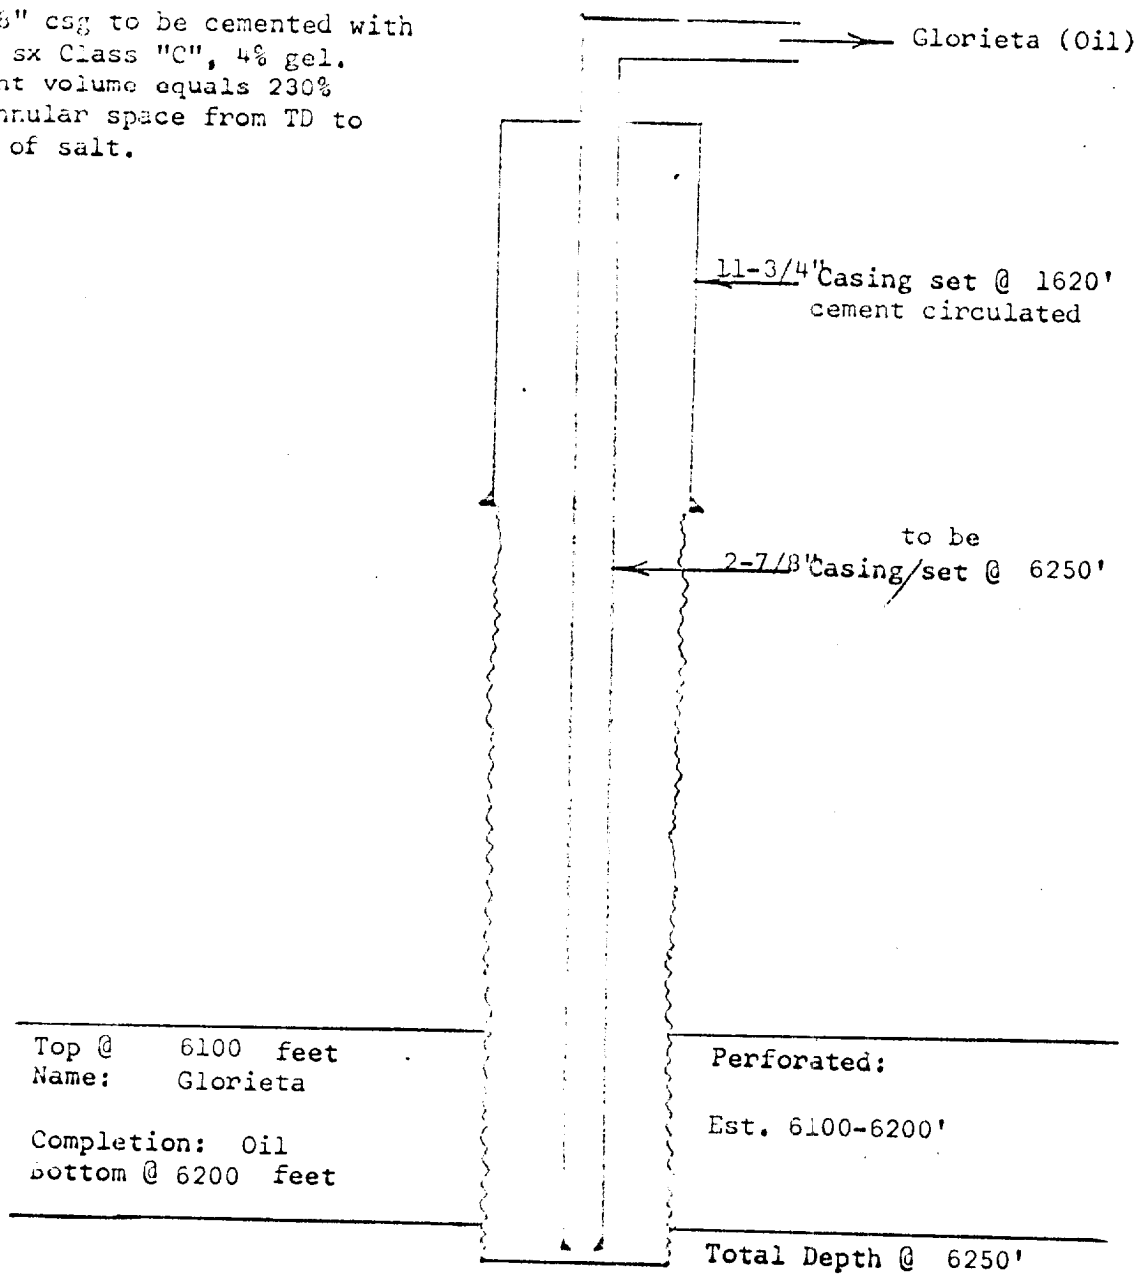 csg to be cemented with
sx Class "C", 4% gel.
volume equals 230%
space from TD to
of salt.
Glorieta (Oil)
11-3/4" Casing set @ 1620'
cement circulated
to be
2-7/8" Casing/set @ 6250'
Top @ 6100 feet
Name: Glorieta
Completion: Oil
Bottom @ 6200 feet
Perforated:
Est. 6100-6200'
Total Depth @ 6250'